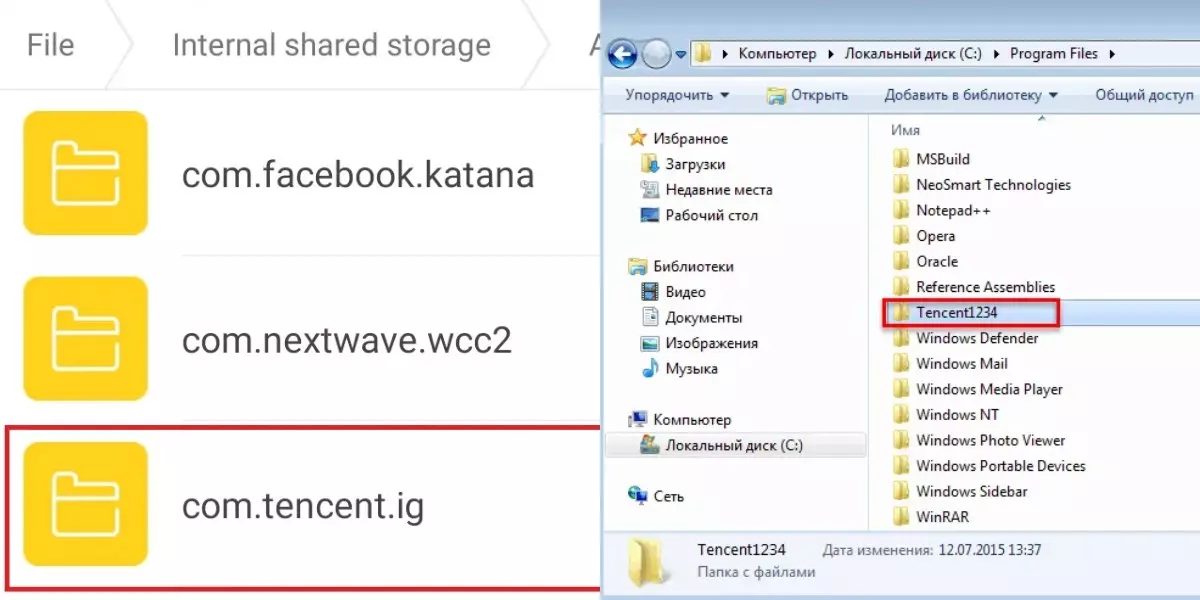 File
Internal shared storage
com.facebook.katana
com.nextwave.wcc2
com.tencent.ig
Компьютер
Локальный диск (C:)
Program Files
Упорядочить
Открыть
Добавить в библиотеку
Общий доступ
Избранное
Загрузки
Недавние места
Рабочий стол
Библиотеки
Видео
Документы
Изображения
Музыка
Компьютер
Локальный диск (C:)
Сеть
Имя
MSBuild
NeoSmart Technologies
Notepad++
Opera
Oracle
Reference Assemblies
Tencent1234
Windows Defender
Windows Mail
Windows Media Player
Windows NT
Windows Photo Viewer
Windows Portable Devices
Windows Sidebar
WinRAR
Tencent1234 Дата изменения: 12.07.2015 13:37
Папка с файлами